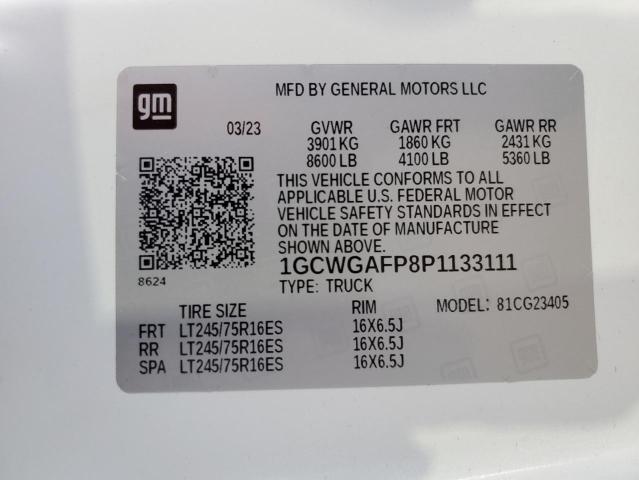 gm
MFD BY GENERAL MOTORS LLC
03/23 GVWR GAWR FRT GAWR RR
3901 KG 1860 KG 2431 KG
8600 LB 4100 LB 5360 LB
THIS VEHICLE CONFORMS TO ALL
APPLICABLE U.S. FEDERAL MOTOR
VEHICLE SAFETY STANDARDS IN EFFECT
ON THE DATE OF MANUFACTURE
SHOWN ABOVE.
1GCWGAFP8P1133111
8624
TYPE: TRUCK
TIRE SIZE RIM MODEL: 81CG23405
FRT LT245/75R16ES 16X6.5J
RR LT245/75R16ES 16X6.5J
SPA LT245/75R16ES 16X6.5J